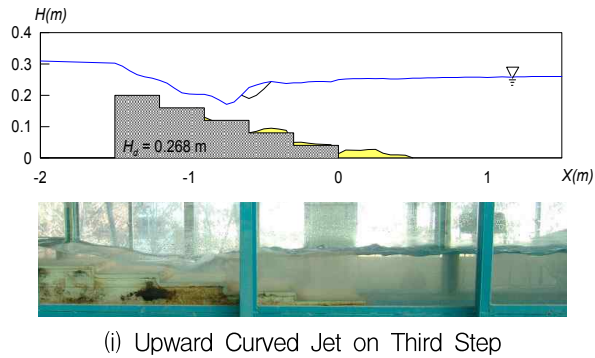 H(m)
0.4
0.3
0.2
0.1
0
H_d = 0.268 m
-2
-1
0
1
X(m)
(i) Upward Curved Jet on Third Step